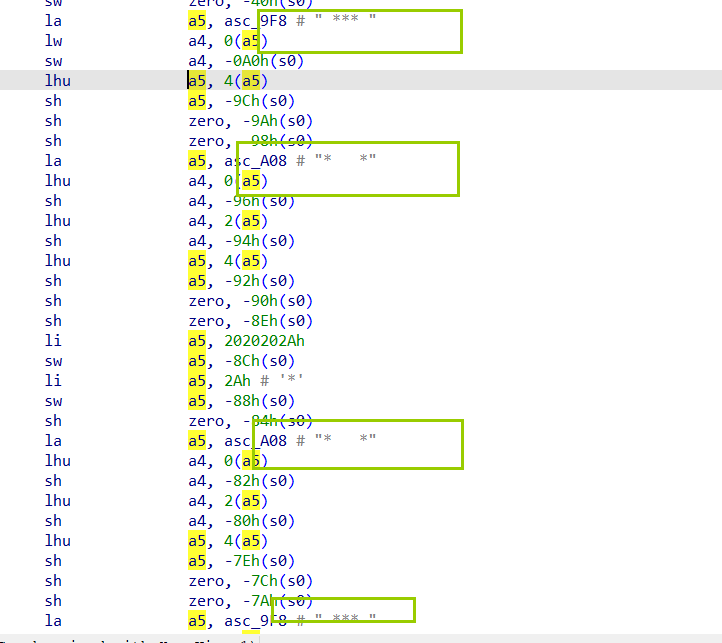 sw zero, -40h(s0)
la a5, asc_9F8 # " *** "
lw a4, 0(a5)
sw a4, -0A0h(s0)
lhu a5, 4(a5)
sh a5, -9Ch(s0)
sh zero, -9Ah(s0)
sh zero, -98h(s0)
la a5, asc_A08 # "*   *"
lhu a4, 0(a5)
sh a4, -96h(s0)
lhu a4, 2(a5)
sh a4, -94h(s0)
lhu a5, 4(a5)
sh a5, -92h(s0)
sh zero, -90h(s0)
sh zero, -8Eh(s0)
li a5, 2020202Ah
sw a5, -8Ch(s0)
li a5, 2Ah # '*'
sw a5, -88h(s0)
sh zero, -84h(s0)
la a5, asc_A08 # "*   *"
lhu a4, 0(a5)
sh a4, -82h(s0)
lhu a4, 2(a5)
sh a4, -80h(s0)
lhu a5, 4(a5)
sh a5, -7Eh(s0)
sh zero, -7Ch(s0)
sh zero, -7Ah(s0)
la a5, asc_9F8 # " *** "